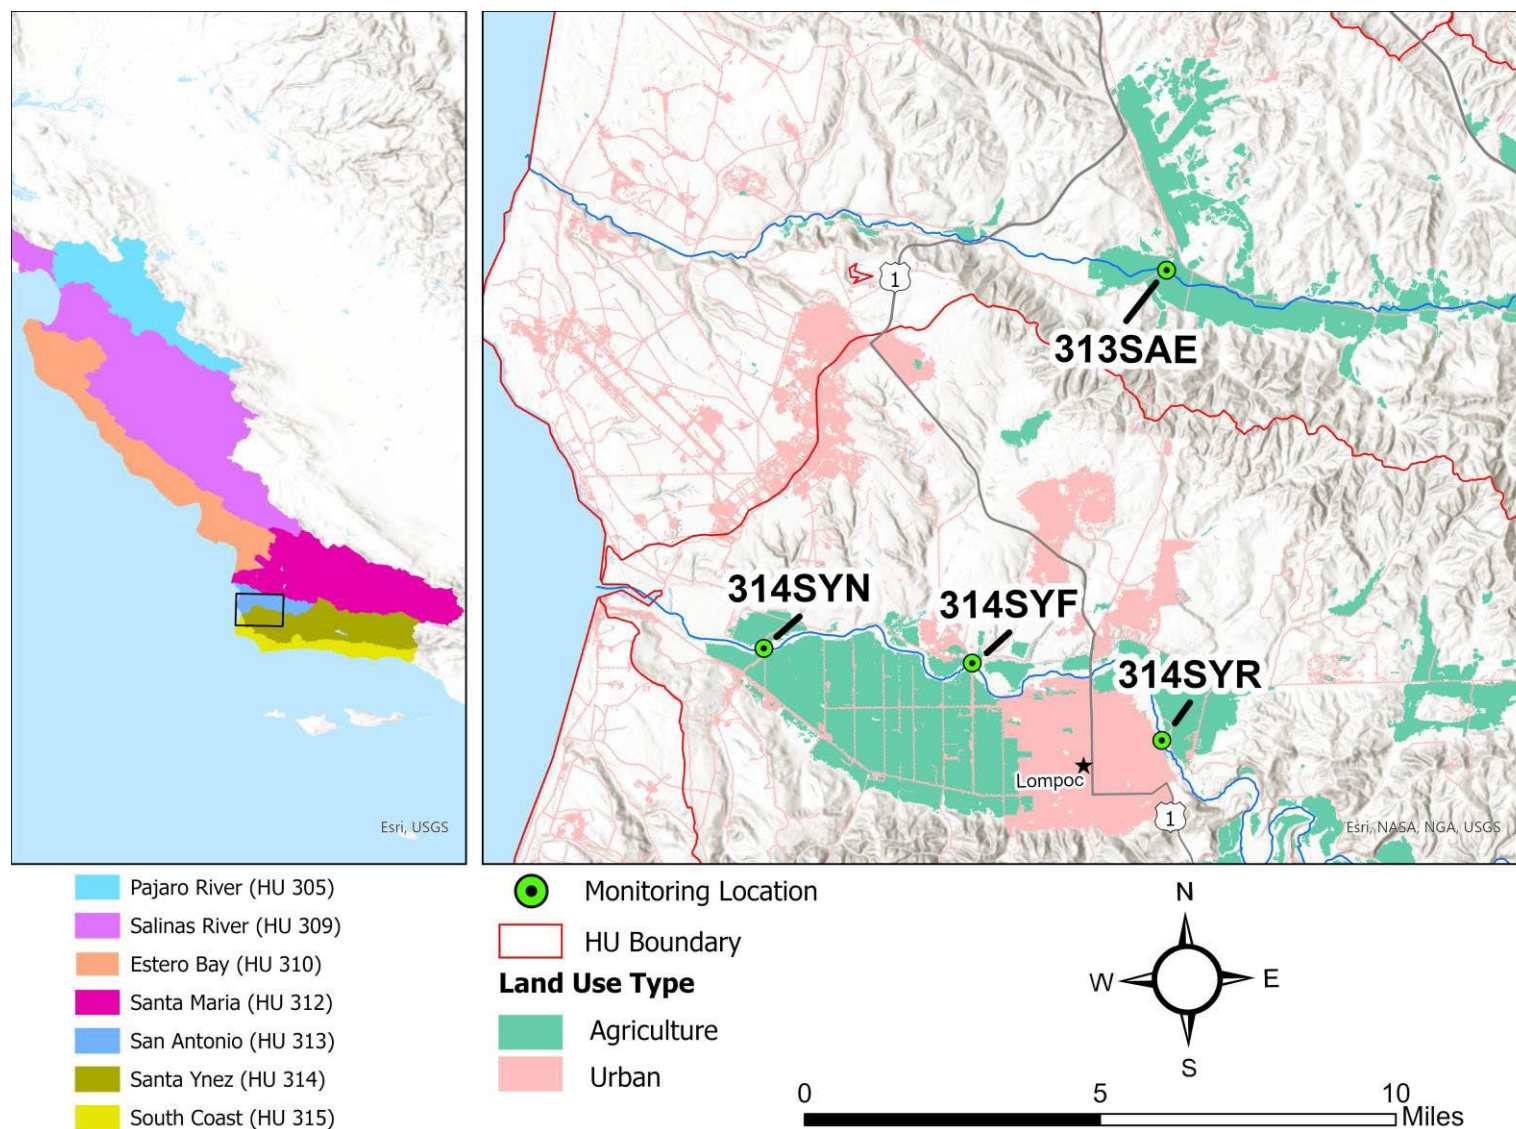 1
313SAE
314SYN
314SYF
314SYR
Lompoc
1
Esri, USGS
Esri, NASA, NGA, USGS
Pajaro River (HU 305)
Salinas River (HU 309)
Estero Bay (HU 310)
Santa Maria (HU 312)
San Antonio (HU 313)
Santa Ynez (HU 314)
South Coast (HU 315)
Monitoring Location
HU Boundary
Land Use Type
Agriculture
Urban
N
W E
S
0 5 10
Miles